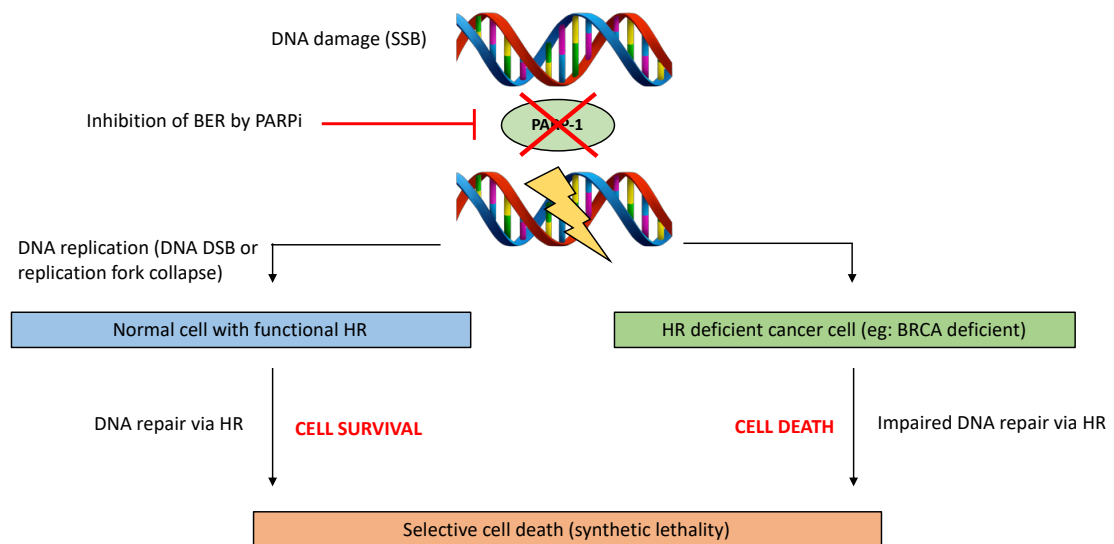 DNA damage (SSB)
Inhibition of BER by PARPi
PARP-1
DNA replication (DNA DSB or
replication fork collapse)
Normal cell with functional HR
HR deficient cancer cell (eg: BRCA deficient)
DNA repair via HR
CELL SURVIVAL
CELL DEATH
Impaired DNA repair via HR
Selective cell death (synthetic lethality)